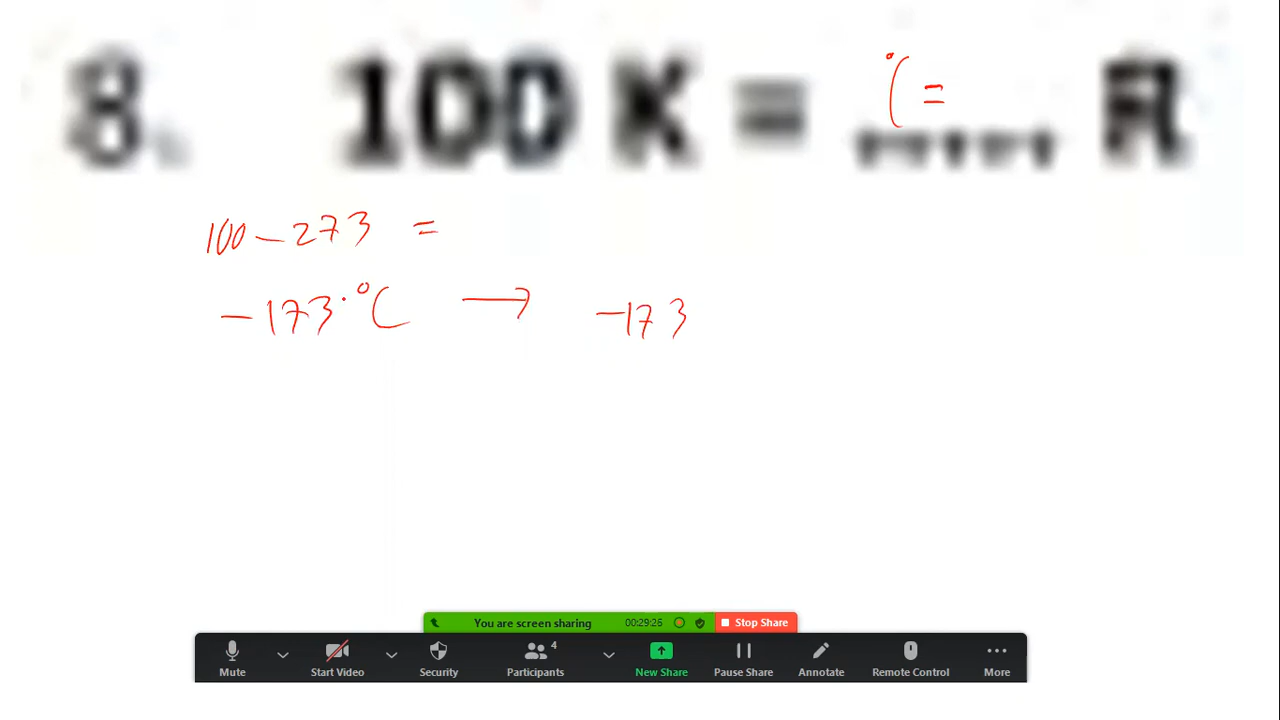 8. 100 K = °C = ..... R
100 – 273 =
– 173 °C → –173
You are screen sharing 00:29:26 Stop Share
Mute Start Video Security Participants 4 New Share Pause Share Annotate Remote Control More